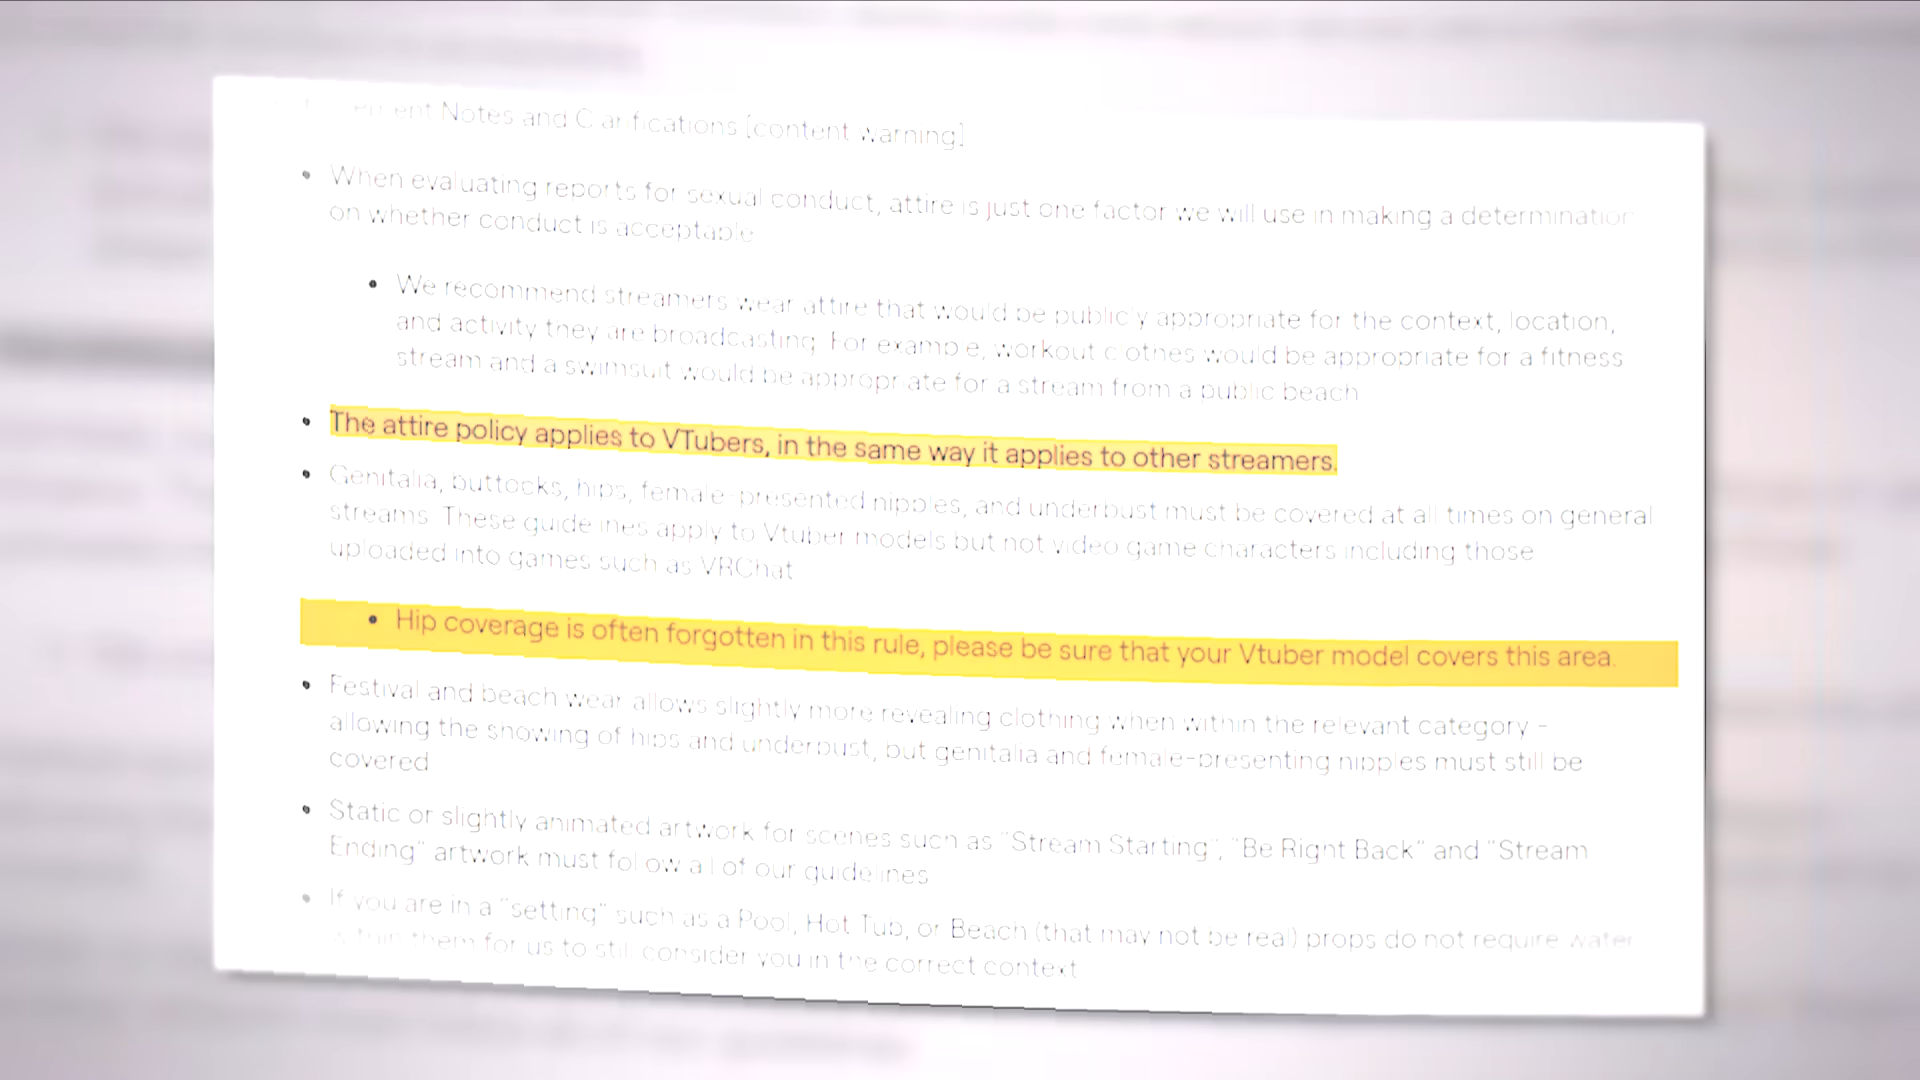 ent Notes and Clarifications [content warning]
When evaluating reports for sexual conduct, attire is just one factor we will use in making a determination
on whether conduct is acceptable
We recommend streamers wear attire that would be publicly appropriate for the context, location,
and activity they are broadcasting. For example, workout clothes would be appropriate for a fitness
stream and a swimsuit would be appropriate for a stream from a public beach
The attire policy applies to VTubers, in the same way it applies to other streamers.
Genitalia, buttocks, hips, female-presented nipples, and underbust must be covered at all times on general
streams. These guidelines apply to Vtuber models but not video game characters including those
uploaded into games such as VRChat
Hip coverage is often forgotten in this rule, please be sure that your Vtuber model covers this area.
Festival and beach wear allows slightly more revealing clothing when within the relevant category -
allowing the showing of hips and underbust, but genitalia and female-presenting nipples must still be
covered
Static or slightly animated artwork for scenes such as "Stream Starting", "Be Right Back" and "Stream
Ending" artwork must follow all of our guidelines
If you are in a "setting" such as a Pool, Hot Tub, or Beach (that may not be real) props do not require water
within them for us to still consider you in the correct context